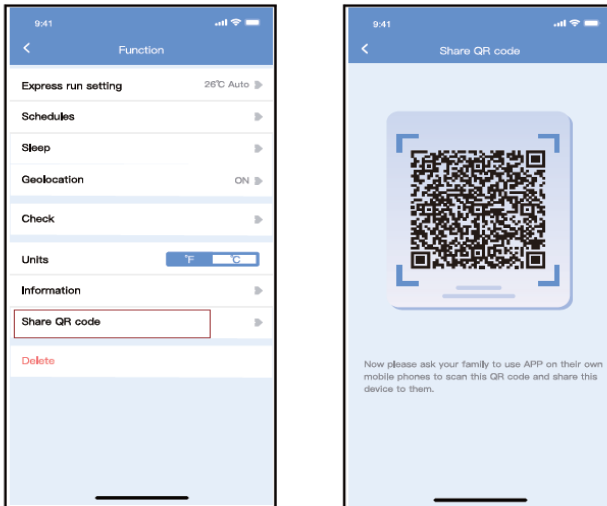 9:41
Function
Express run setting 26℃ Auto
Schedules
Sleep
Geolocation ON
Check
Units ℉ ℃
Information
Share QR code
Delete
9:41
Share QR code
Now please ask your family to use APP on their own
mobile phones to scan this QR code and share this
device to them.